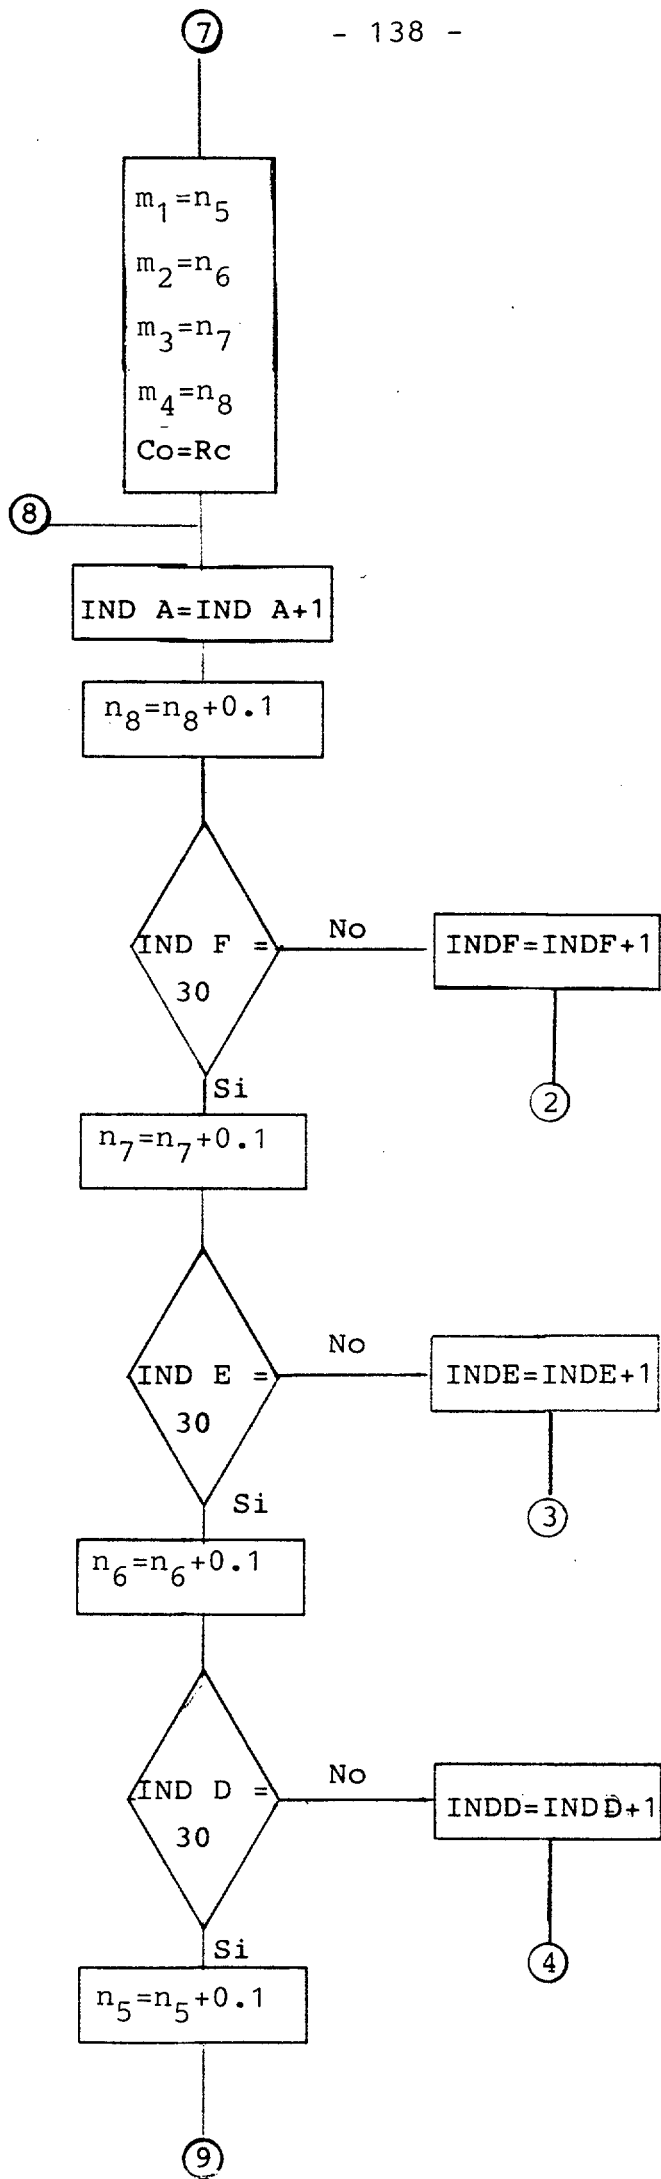 7 - 138 -
m₁=n₅
m₂=n₆
m₃=n₇
m₄=n₈
Co=Rc
8
IND A=IND A+1
n₈=n₈+0.1
IND F =
30
No
INDF=INDF+1
2
Si
n₇=n₇+0.1
IND E =
30
No
INDE=INDE+1
3
Si
n₆=n₆+0.1
IND D =
30
No
INDD=INDD+1
4
Si
n₅=n₅+0.1
9